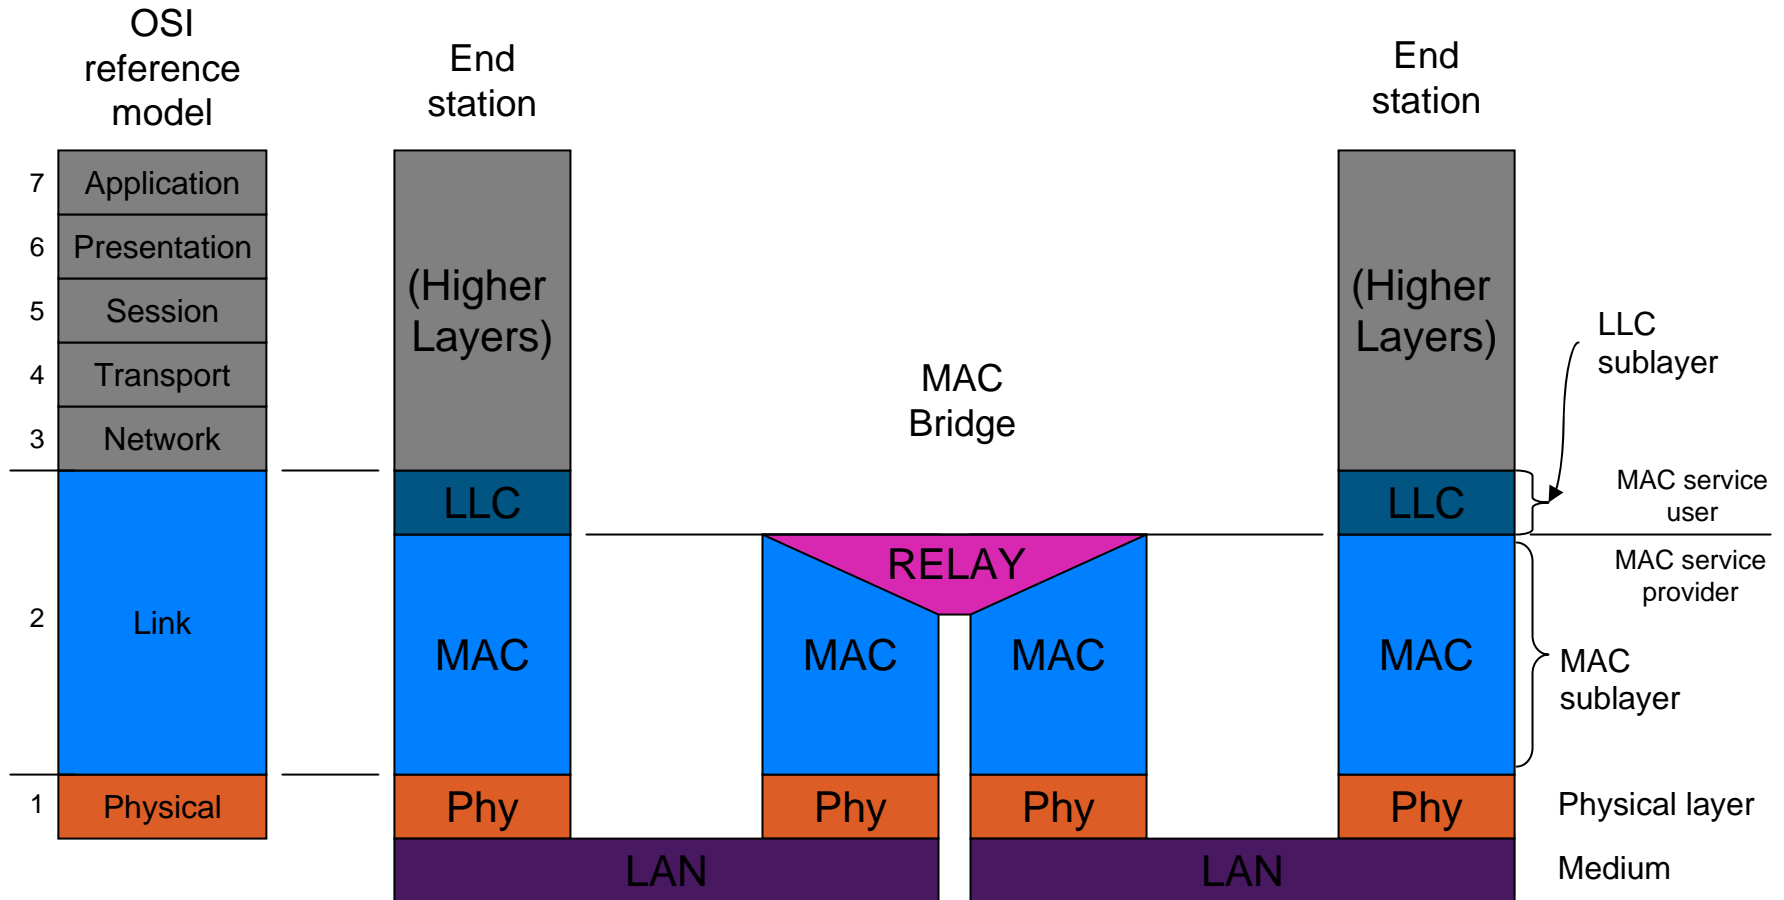 OSI
reference
model
End
station
End
station
7
Application
6
Presentation
5
Session
4
Transport
3
Network
2
Link
1
Physical
(Higher
Layers)
LLC
MAC
Phy
MAC
Bridge
RELAY
MAC
MAC
Phy
Phy
(Higher
Layers)
LLC
MAC
Phy
LLC
sublayer
MAC service
user
MAC service
provider
MAC
sublayer
Physical layer
LAN
LAN
Medium